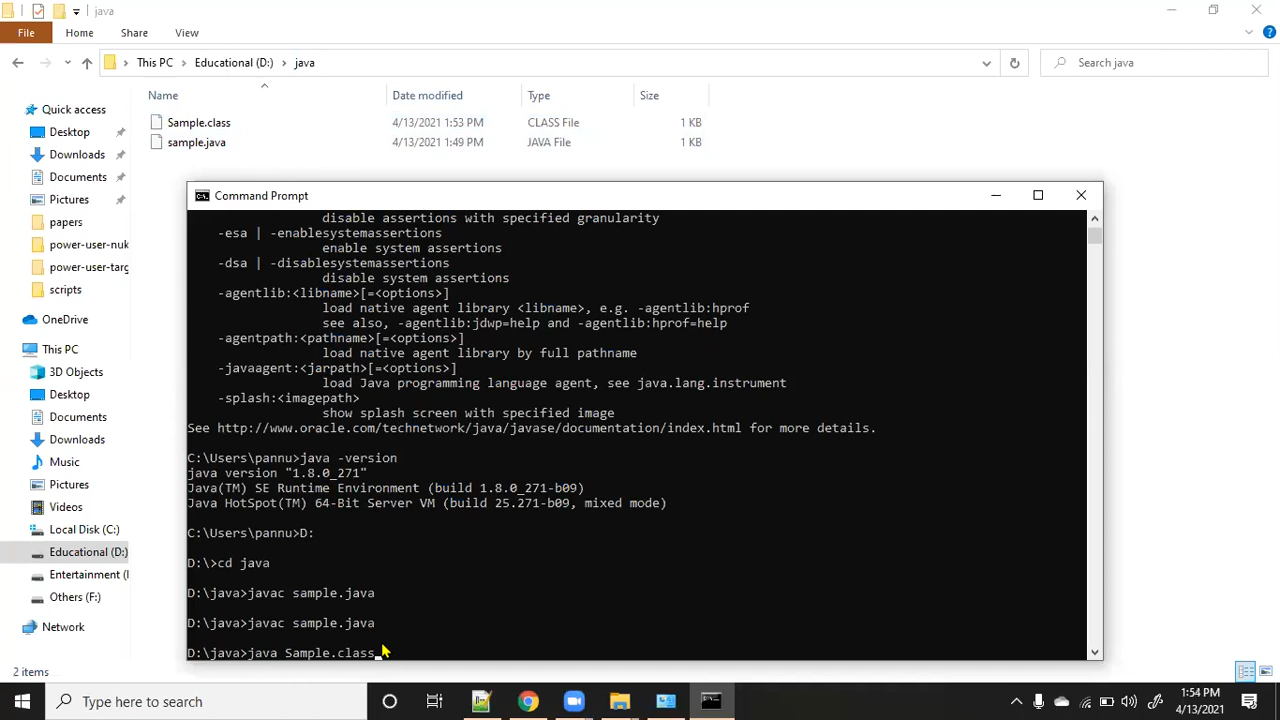 java
File Home Share View
This PC Educational (D:) java Search java
Name Date modified Type Size
Sample.class 4/13/2021 1:53 PM CLASS File 1 KB
sample.java 4/13/2021 1:49 PM JAVA File 1 KB
Quick access
Desktop
Downloads
Documents
Pictures
papers
power-user-nuk
power-user-targ
scripts
OneDrive
This PC
3D Objects
Desktop
Documents
Downloads
Music
Pictures
Videos
Local Disk (C:)
Educational (D:)
Entertainment (
Others (F:)
Network
2 items
Command Prompt
disable assertions with specified granularity
-esa | -enablesystemassertions
enable system assertions
-dsa | -disablesystemassertions
disable system assertions
-agentlib:<libname>[=<options>]
load native agent library <libname>, e.g. -agentlib:hprof
see also, -agentlib:jdwp=help and -agentlib:hprof=help
-agentpath:<pathname>[=<options>]
load native agent library by full pathname
-javaagent:<jarpath>[=<options>]
load Java programming language agent, see java.lang.instrument
-splash:<imagepath>
show splash screen with specified image
See http://www.oracle.com/technetwork/java/javase/documentation/index.html for more details.
C:\Users\pannu>java -version
java version "1.8.0_271"
Java(TM) SE Runtime Environment (build 1.8.0_271-b09)
Java HotSpot(TM) 64-Bit Server VM (build 25.271-b09, mixed mode)
C:\Users\pannu>D:
D:\>cd java
D:\java>javac sample.java
D:\java>javac sample.java
D:\java>java Sample.class
Type here to search
1:54 PM
4/13/2021